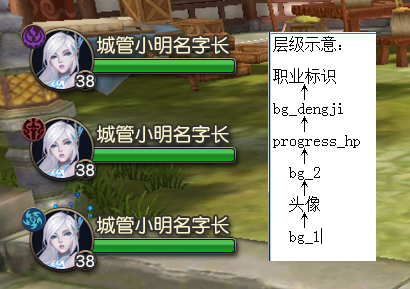 城管小明名字长
38
城管小明名字长
38
城管小明名字长
38
层级示意：
职业标识
bg_dengji
progress_hp
bg_2
头像
bg_1